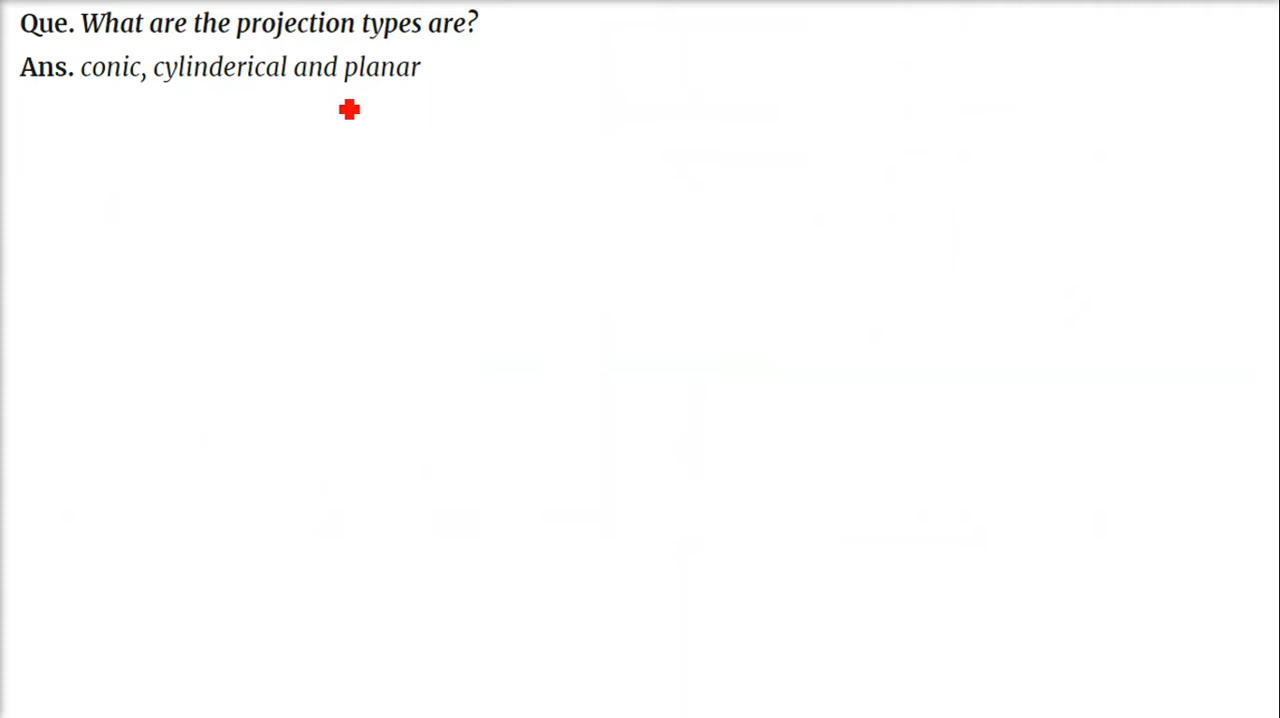 Que. What are the projection types are?
Ans. conic, cylinderical and planar